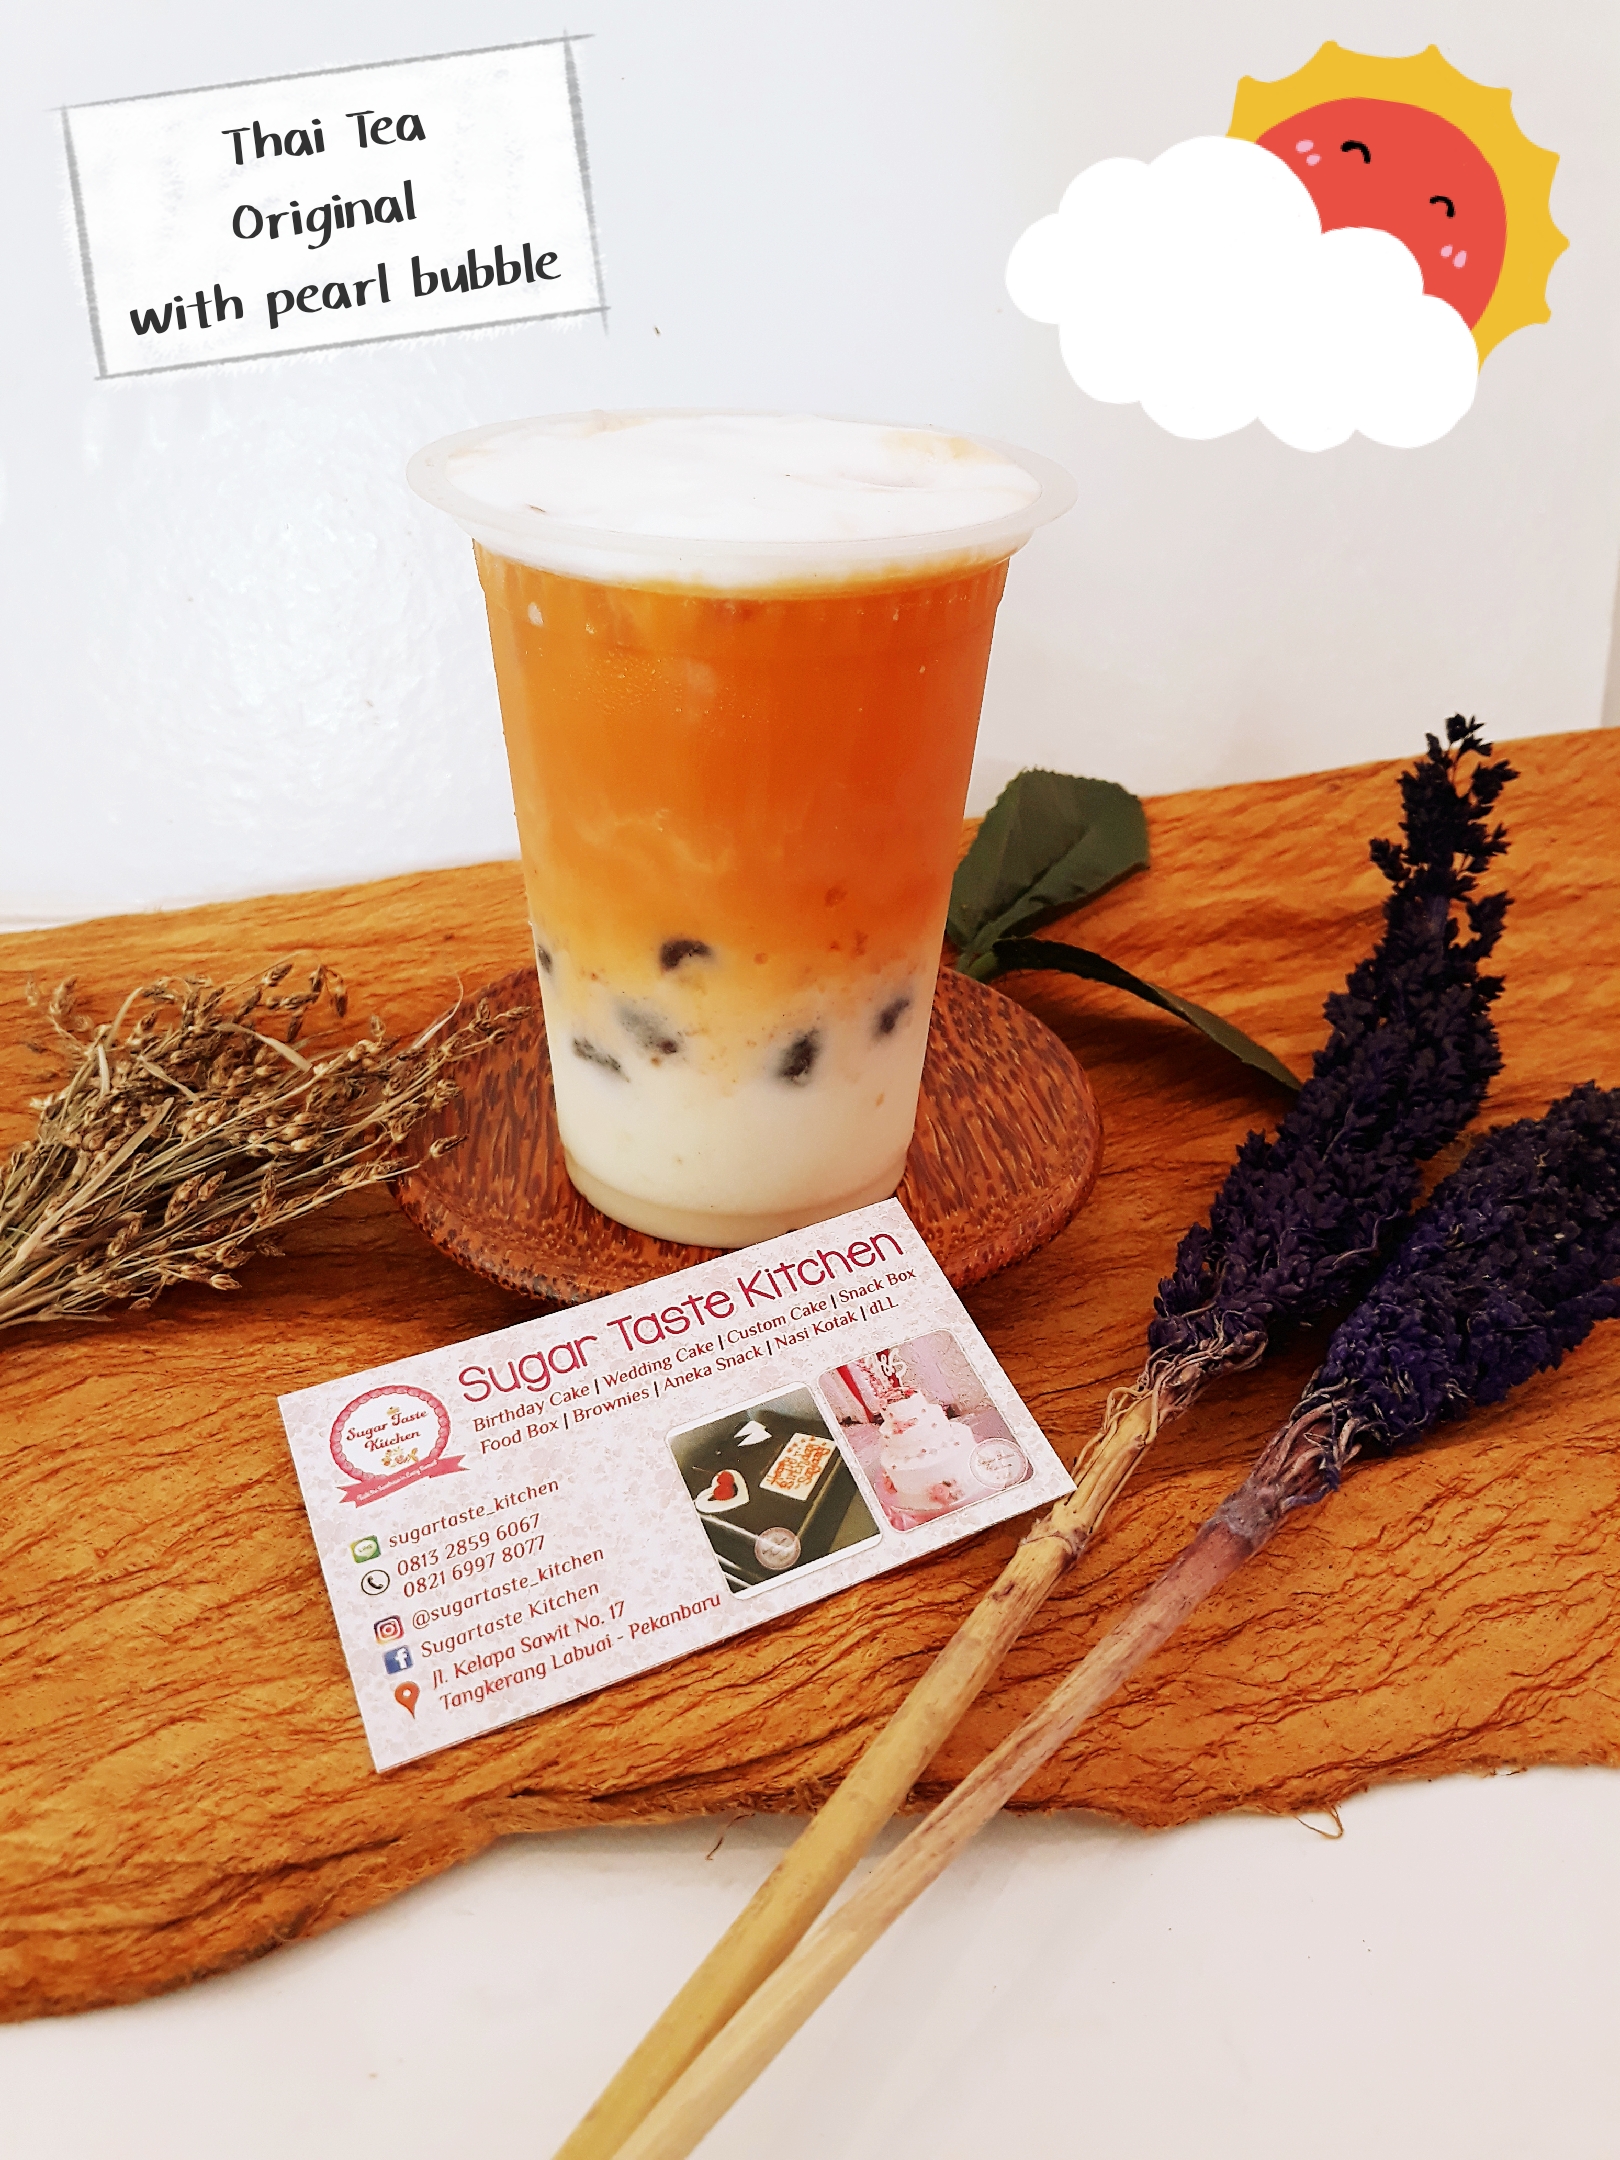 Thai Tea
Original
with pearl bubble
Sugar Taste Kitchen
Birthday Cake | Wedding Cake | Custom Cake | Snack Box
Food Box | Brownies | Aneka Snack | Nasi Kotak | dLL
Sugar Taste
Kitchen
sugartaste_kitchen
0813 2859 6067
0821 6997 8077
@sugartaste_kitchen
Sugartaste Kitchen
Jl. Kelapa Sawit No. 17
Tangkerang Labuai - Pekanbaru